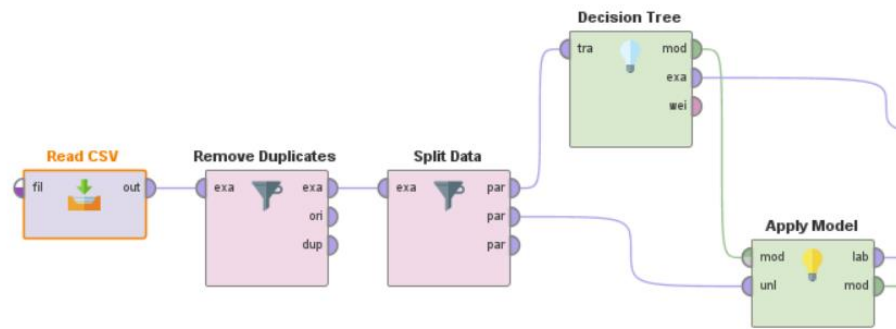 Decision Tree
tra mod
exa
wei
Read CSV
fil out
Remove Duplicates
exa exa
ori
dup
Split Data
exa par
par
par
Apply Model
mod lab
unl mod